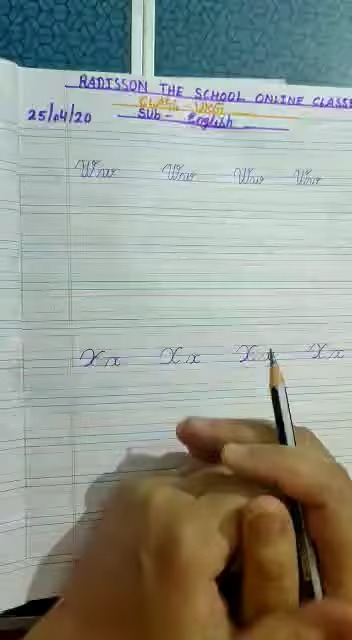 RADISSON THE SCHOOL ONLINE CLASSE
CLASS - UKG
25/04/20 Sub - English
Ww Ww Ww Ww
Xx Xx Xx Xx